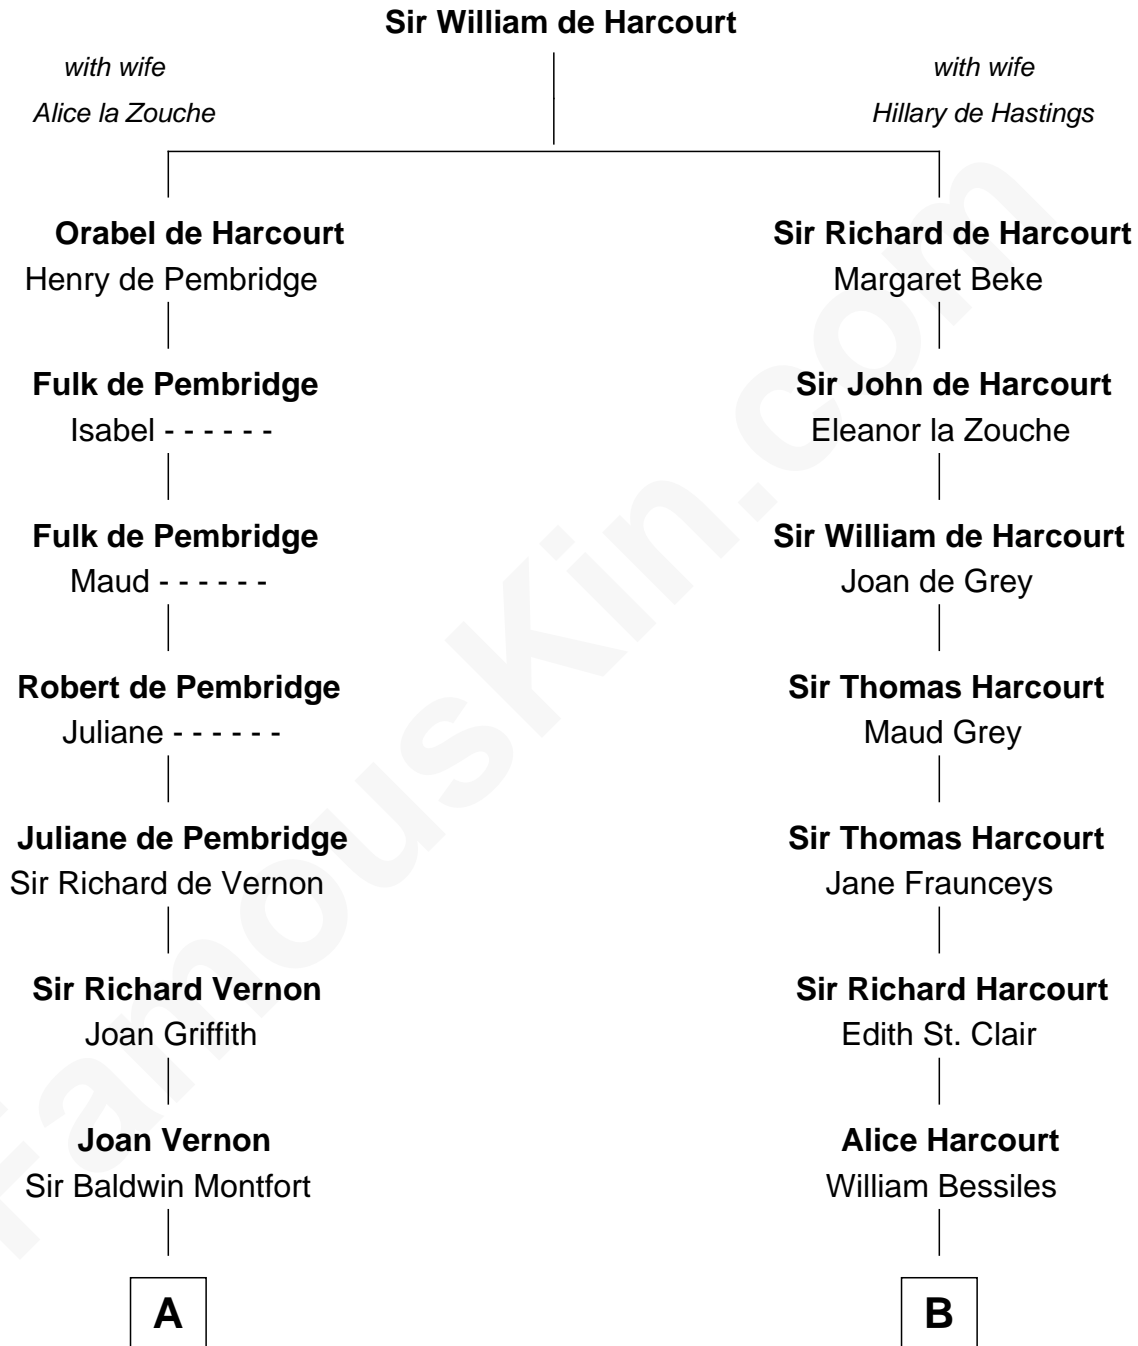 Sir William de Harcourt
with wife
Alice la Zouche
with wife
Hillary de Hastings
Orabel de Harcourt
Henry de Pembridge
Sir Richard de Harcourt
Margaret Beke
Fulk de Pembridge
Isabel - - - - - -
Sir John de Harcourt
Eleanor la Zouche
Fulk de Pembridge
Maud - - - - - -
Sir William de Harcourt
Joan de Grey
Robert de Pembridge
Juliane - - - - - -
Sir Thomas Harcourt
Maud Grey
Juliane de Pembridge
Sir Richard de Vernon
Sir Thomas Harcourt
Jane Fraunceys
Sir Richard Vernon
Joan Griffith
Sir Richard Harcourt
Edith St. Clair
Joan Vernon
Sir Baldwin Montfort
Alice Harcourt
William Bessiles
A
B
FamousKin.com